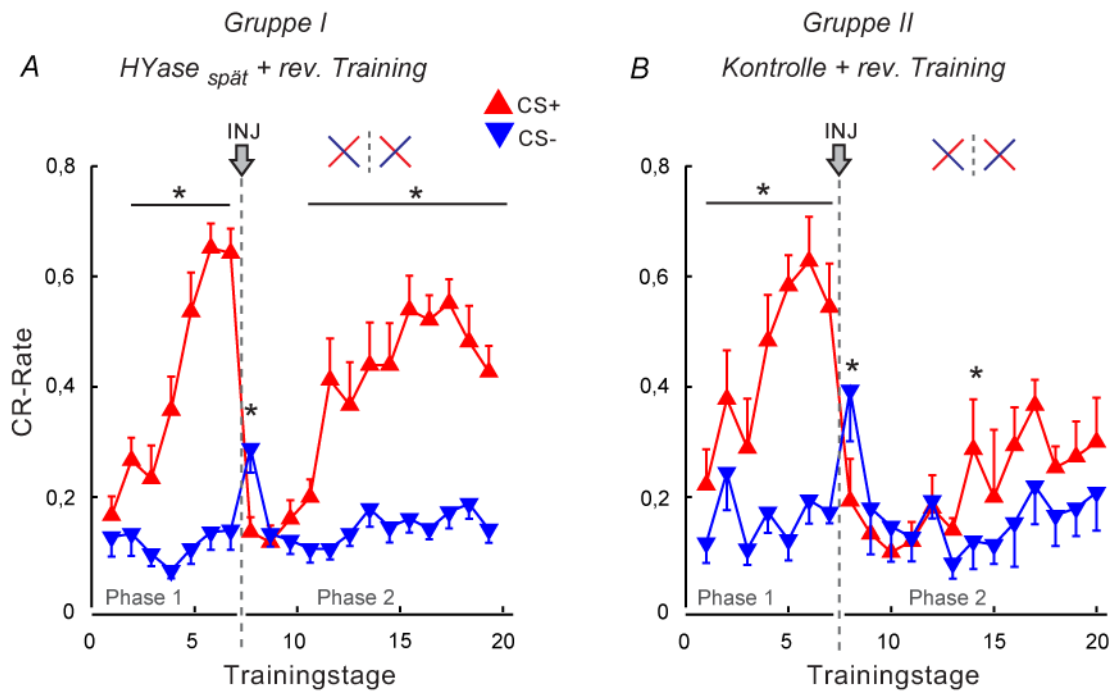 Gruppe I
A HYase spät + rev. Training
CS+
CS-
INJ
*
*
*
0,8
0,6
0,4
0,2
0
CR-Rate
Phase 1
Phase 2
0 5 10 15 20
Trainingstage
Gruppe II
B Kontrolle + rev. Training
INJ
*
*
*
0,8
0,6
0,4
0,2
0
Phase 1
Phase 2
0 5 10 15 20
Trainingstage